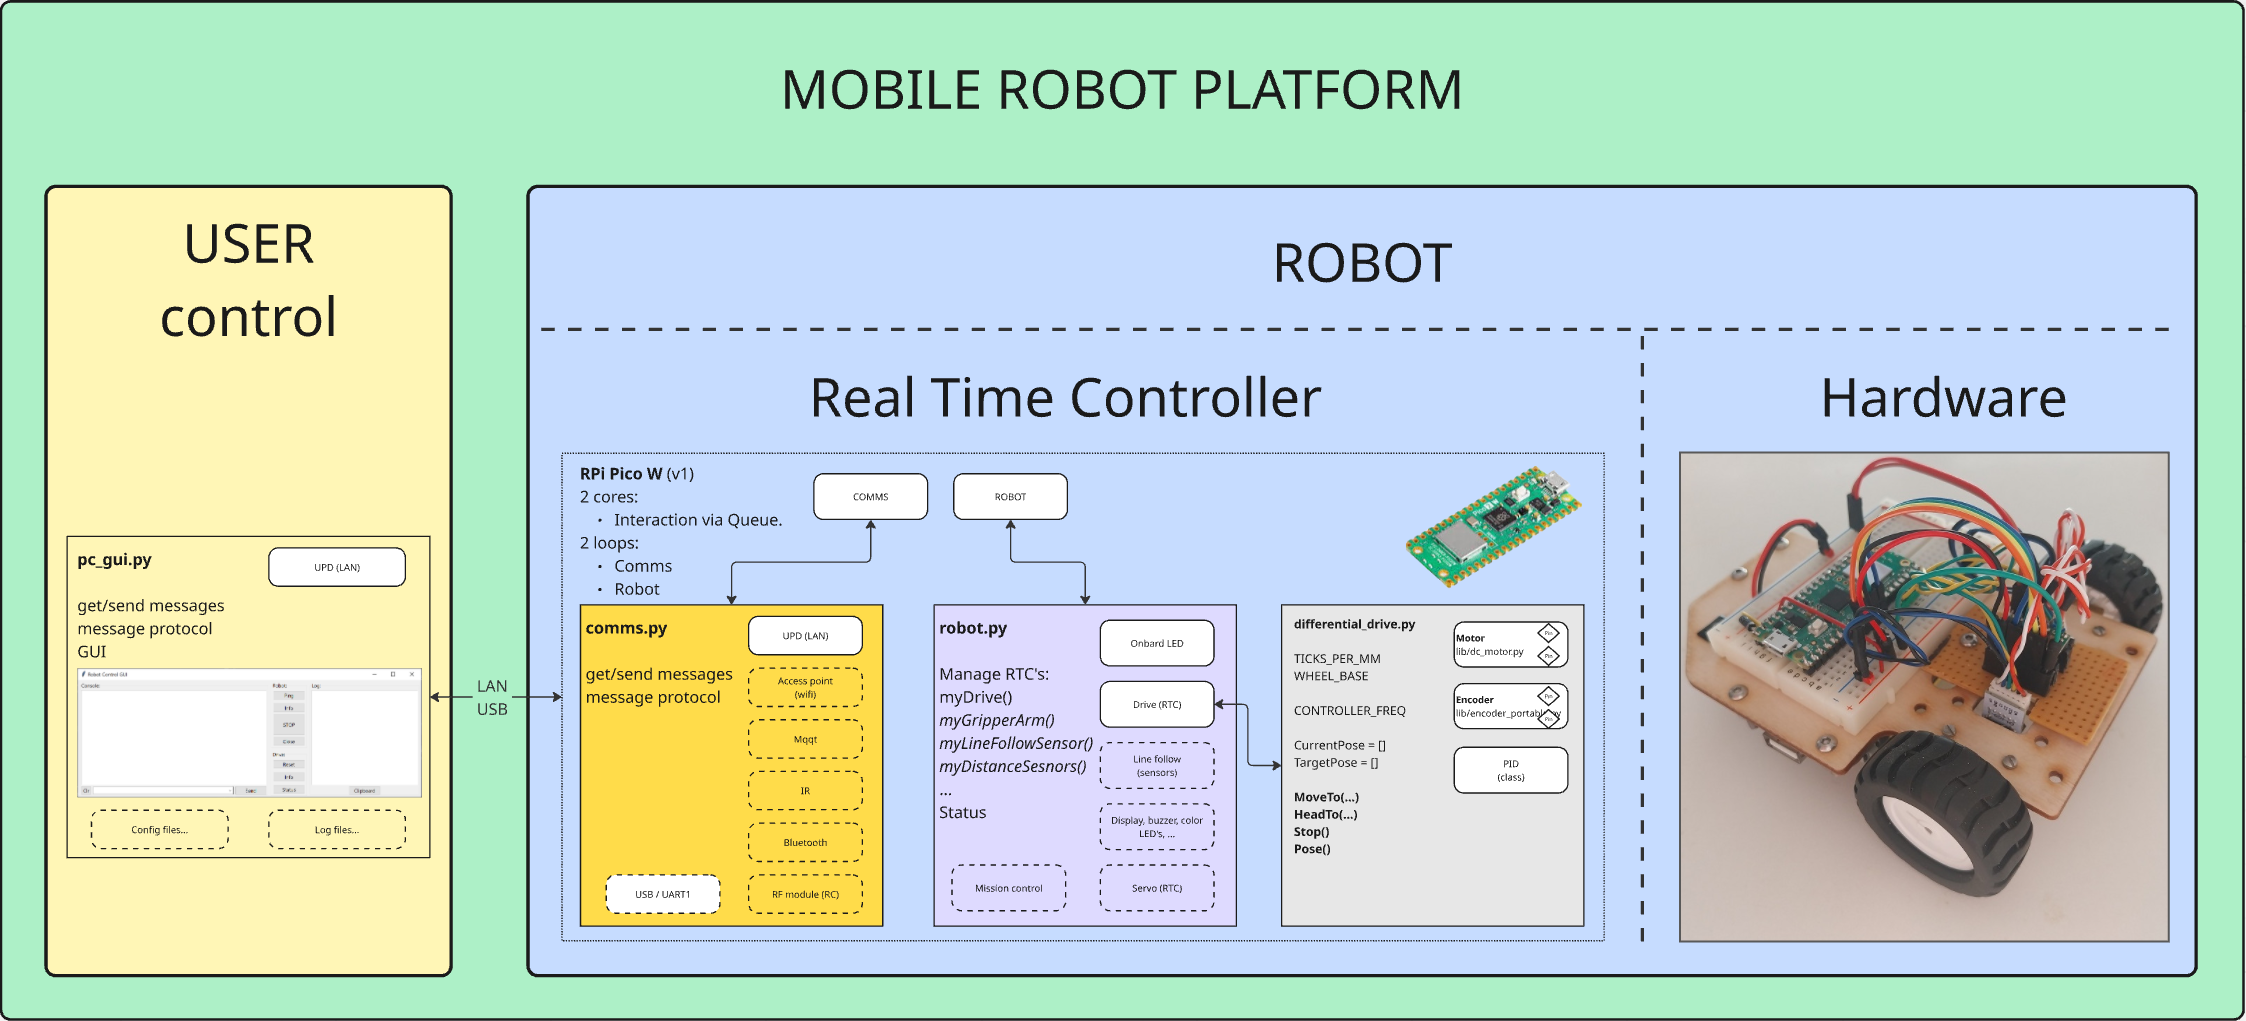 MOBILE ROBOT PLATFORM
USER
control
pc_gui.py
UPD (LAN)
get/send messages
message protocol
GUI
Robot Control GUI
Console:
Robot:
Log:
Ping
Info
STOP
Drive:
Reset
Info
Status
Send
Clipboard
Config files...
Log files...
LAN
USB
ROBOT
Real Time Controller
RPi Pico W (v1)
2 cores:
· Interaction via Queue.
2 loops:
· Comms
· Robot
COMMS
ROBOT
comms.py
get/send messages
message protocol
UPD (LAN)
Access point
(wifi)
Mqqt
IR
Bluetooth
USB / UART1
RF module (RC)
robot.py
Manage RTC's:
myDrive()
myGripperArm()
myLineFollowSensor()
myDistanceSesnors()
...
Status
Onbard LED
Drive (RTC)
Line follow
(sensors)
Display, buzzer, color
LED's, ...
Mission control
Servo (RTC)
differential_drive.py
TICKS_PER_MM
WHEEL_BASE
CONTROLLER_FREQ
CurrentPose = []
TargetPose = []
MoveTo(...)
HeadTo(...)
Stop()
Pose()
Motor
lib/dc_motor.py
Pin
Pin
Encoder
lib/encoder_portable.py
Pin
Pin
PID
(class)
Hardware